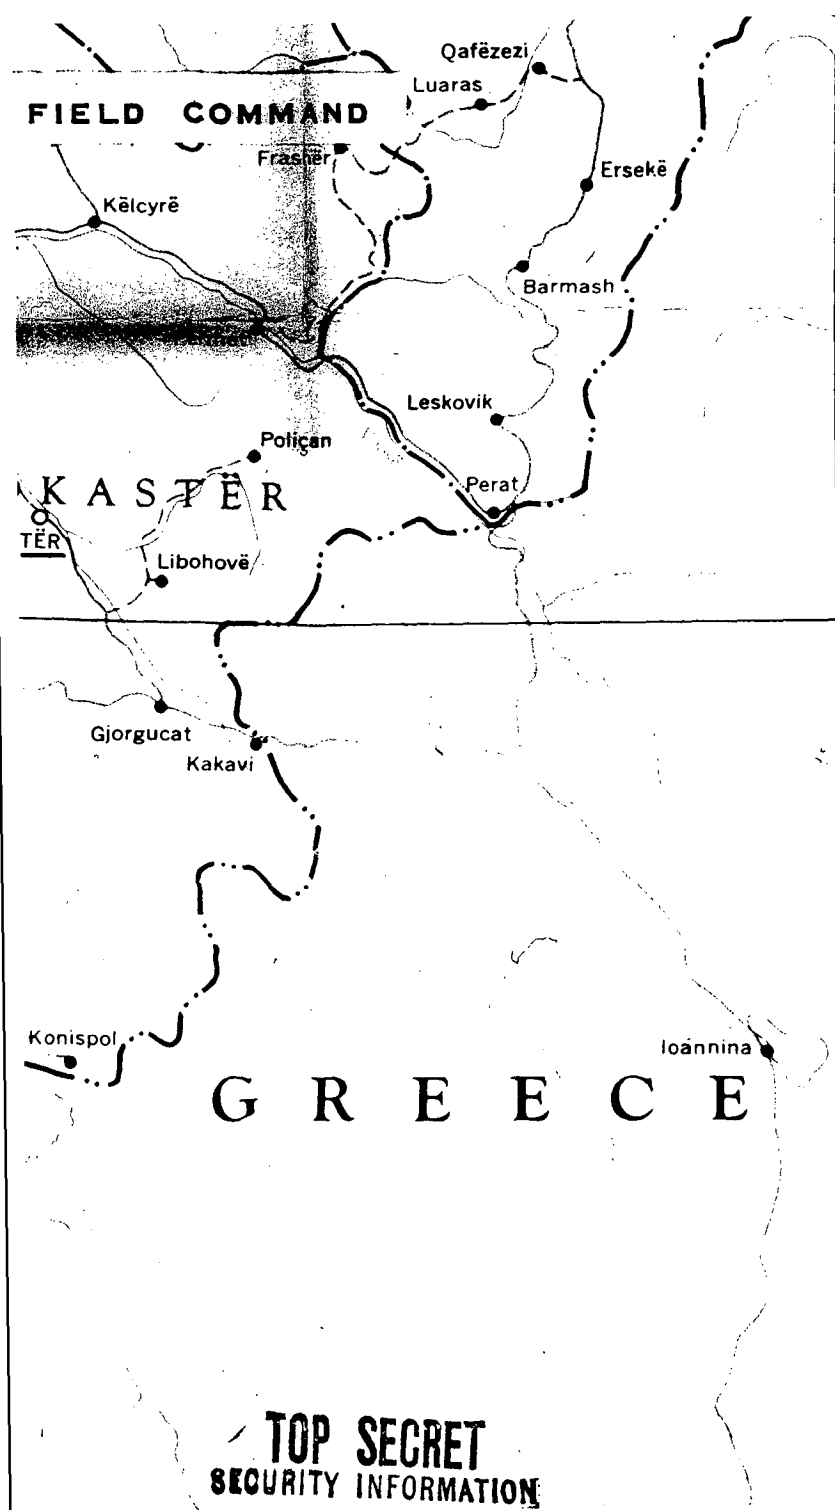 Qafëzezi
Luaras
FIELD COMMAND
Frashër
Ersekë
Këlcyrë
Barmash
Leskovik
Poliçan
Perat
KASTËR
TËR
Libohovë
Gjorgucat
Kakavi
Konispol
Ioánnina
GREECE
TOP SECRET
SECURITY INFORMATION